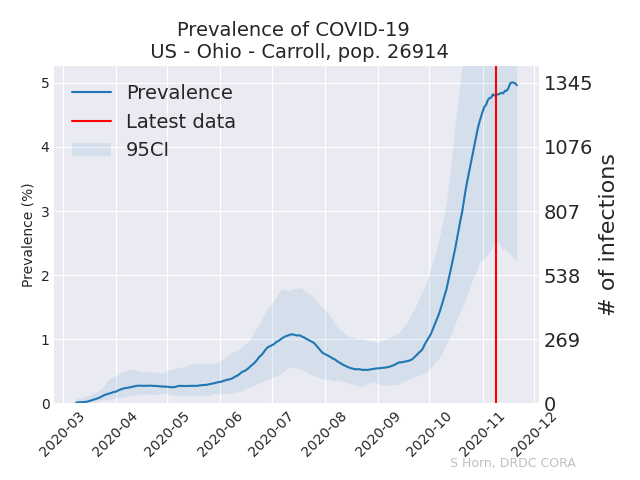 Prevalence of COVID-19
US - Ohio - Carroll, pop. 26914
Prevalence
Latest data
95CI
Prevalence (%)
5
4
3
2
1
0
1345
1076
807
538
269
0
# of infections
2020-03
2020-04
2020-05
2020-06
2020-07
2020-08
2020-09
2020-10
2020-11
2020-12
S Horn, DRDC CORA